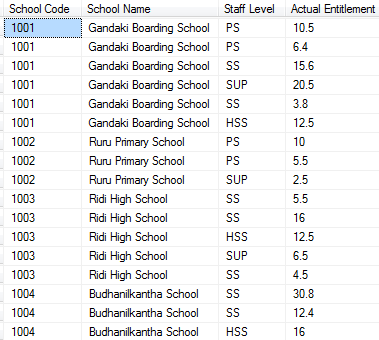 School Code School Name Staff Level Actual Entitlement
1001 Gandaki Boarding School PS 10.5
1001 Gandaki Boarding School PS 6.4
1001 Gandaki Boarding School SS 15.6
1001 Gandaki Boarding School SUP 20.5
1001 Gandaki Boarding School SS 3.8
1001 Gandaki Boarding School HSS 12.5
1002 Ruru Primary School PS 10
1002 Ruru Primary School PS 5.5
1002 Ruru Primary School SUP 2.5
1003 Ridi High School SS 5.5
1003 Ridi High School SS 16
1003 Ridi High School HSS 12.5
1003 Ridi High School SUP 6.5
1003 Ridi High School SS 4.5
1004 Budhanilkantha School SS 30.8
1004 Budhanilkantha School SS 12.4
1004 Budhanilkantha School HSS 16